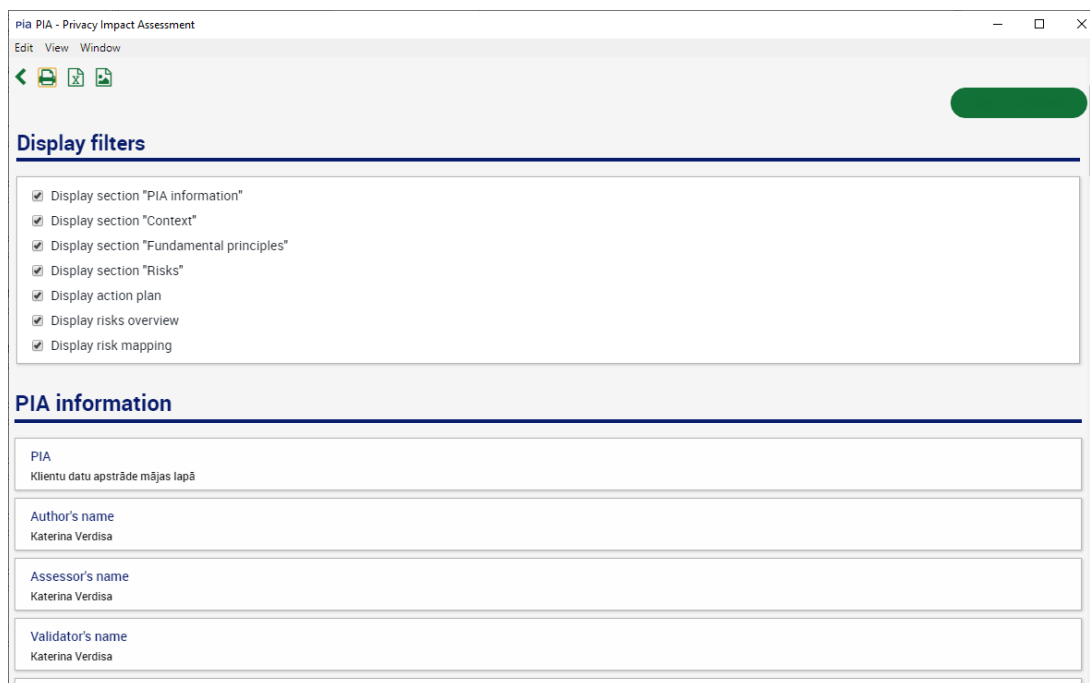 pia PIA - Privacy Impact Assessment
Edit View Window
Display filters
Display section "PIA information"
Display section "Context"
Display section "Fundamental principles"
Display section "Risks"
Display action plan
Display risks overview
Display risk mapping
PIA information
PIA
Klientu datu apstrāde mājas lapā
Author's name
Katerina Verdisa
Assessor's name
Katerina Verdisa
Validator's name
Katerina Verdisa